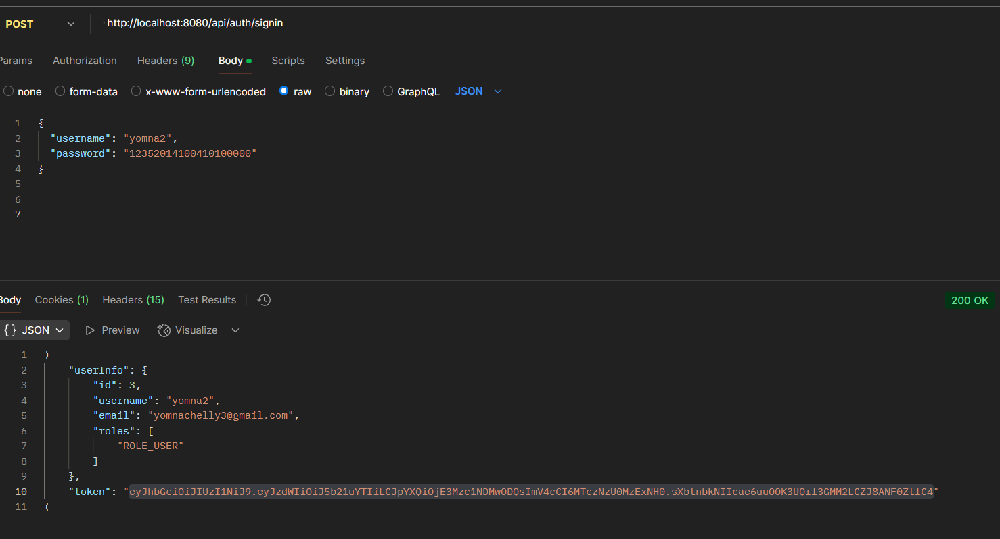 POST http://localhost:8080/api/auth/signin
Params Authorization Headers (9) Body Scripts Settings
none form-data x-www-form-urlencoded raw binary GraphQL JSON
1 {
2 "username": "yomna2",
3 "password": "12352014100410100000"
4 }
5
6
7
Body Cookies (1) Headers (15) Test Results 200 OK
{} JSON Preview Visualize
1 {
2 "userInfo": {
3 "id": 3,
4 "username": "yomna2",
5 "email": "yomnachelly3@gmail.com",
6 "roles": [
7 "ROLE_USER"
8 ]
9 },
10 "token": "eyJhbGciOiJIUzI1NiJ9.eyJzdWIiOiJ5b21uYTIiLCJpYXQiOjE3Mzc1NDMwODQsImV4cCI6MTczNzU0MzExNH0.sXbtnbkNIIcae6uuOOK3UQrl3GMM2LCZJ8ANF0ZtfC4"
11 }